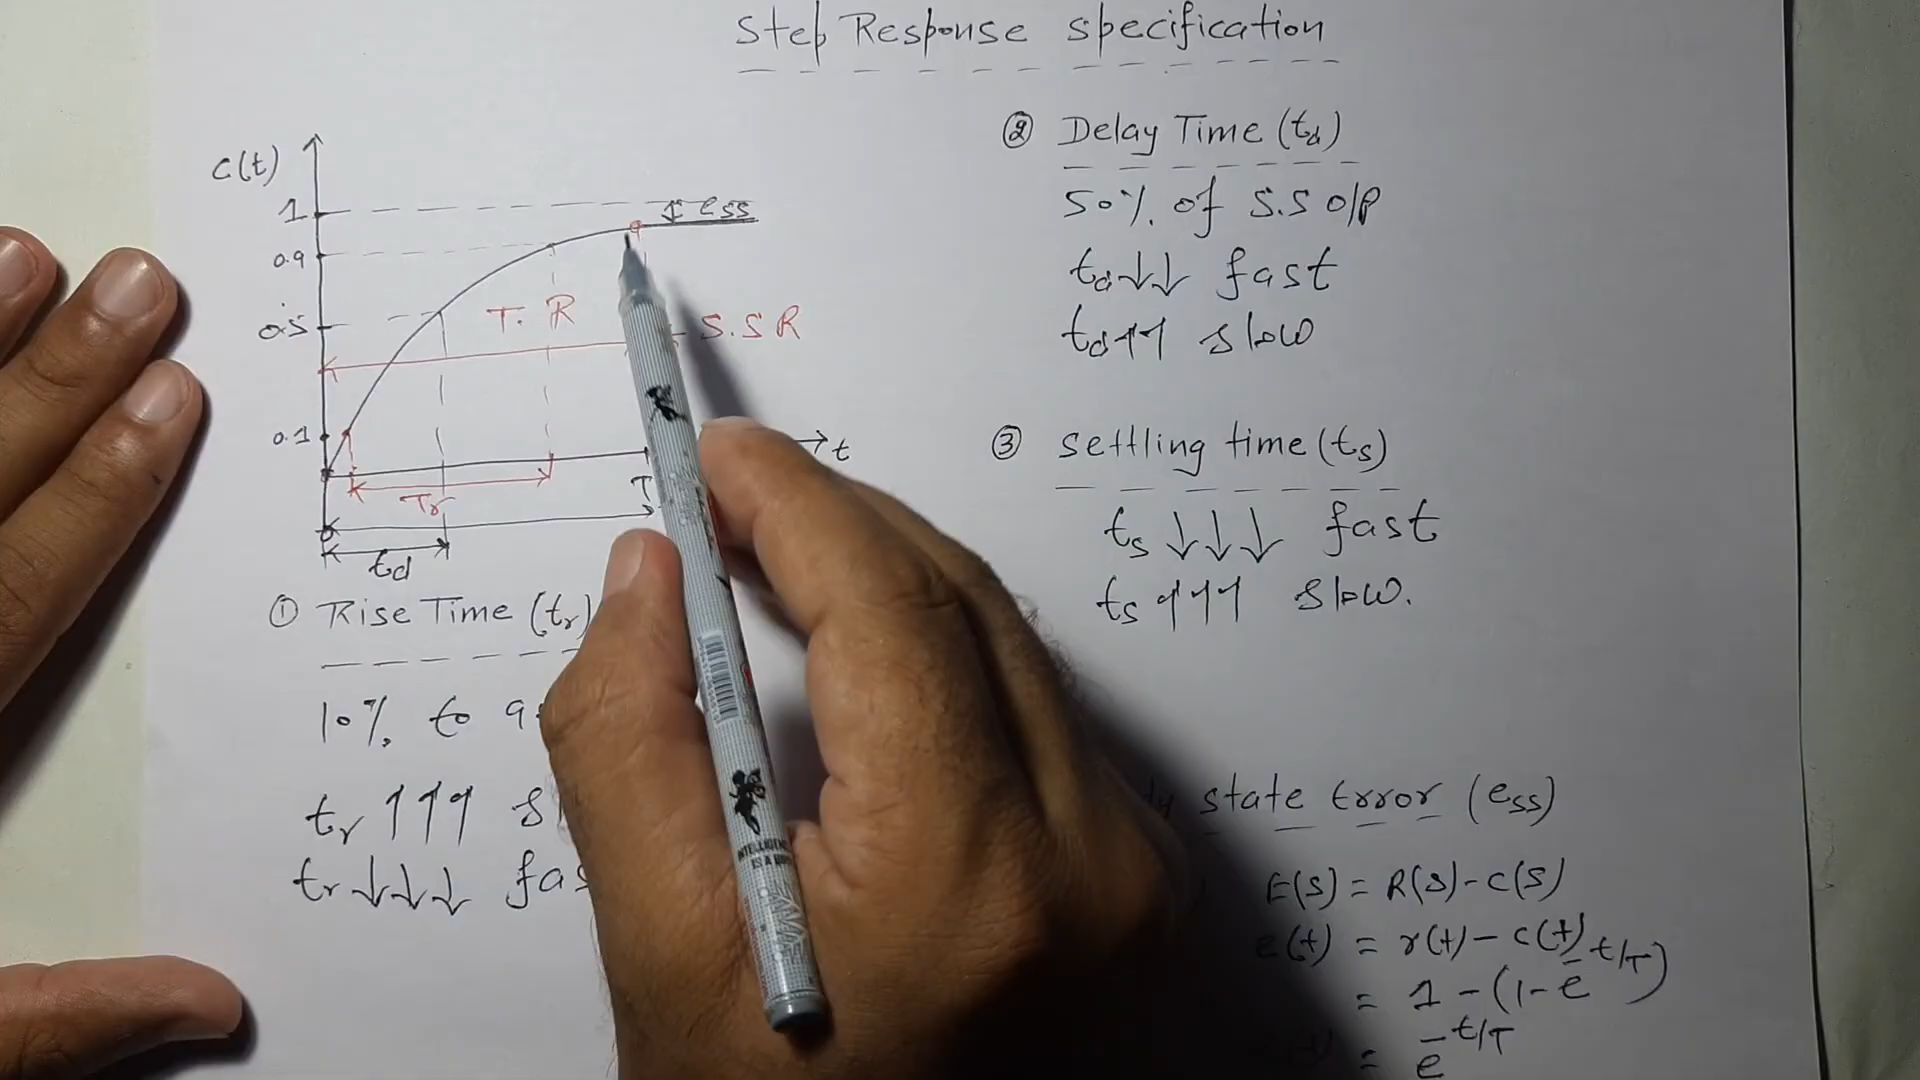 Step Response specification
c(t)
1
ess
0.9
0.5
T.R
S.S R
0.1
t
Tr
T
td
① Rise Time (tr)
10% to
tr ↑↑↑
tr ↓↓↓
② Delay Time (td)
50% of S.S o/p
td ↓↓ fast
td ↑↑ slow
③ settling time (ts)
ts ↓↓↓ fast
ts ↑↑↑ slow.
state Error (ess)
E(s) = R(s) - C(s)
e(t) = r(t) - c(t)
= 1 - (1 - e^-t/T)
= e^-t/T
INTELLIGENCE
IS A